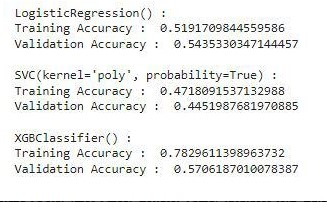 LogisticRegression() :
Training Accuracy :  0.5191709844559586
Validation Accuracy :  0.5435330347144457
SVC(kernel='poly', probability=True) :
Training Accuracy :  0.4718091537132988
Validation Accuracy :  0.4451987681970885
XGBClassifier() :
Training Accuracy :  0.7829611398963732
Validation Accuracy :  0.5706187010078387